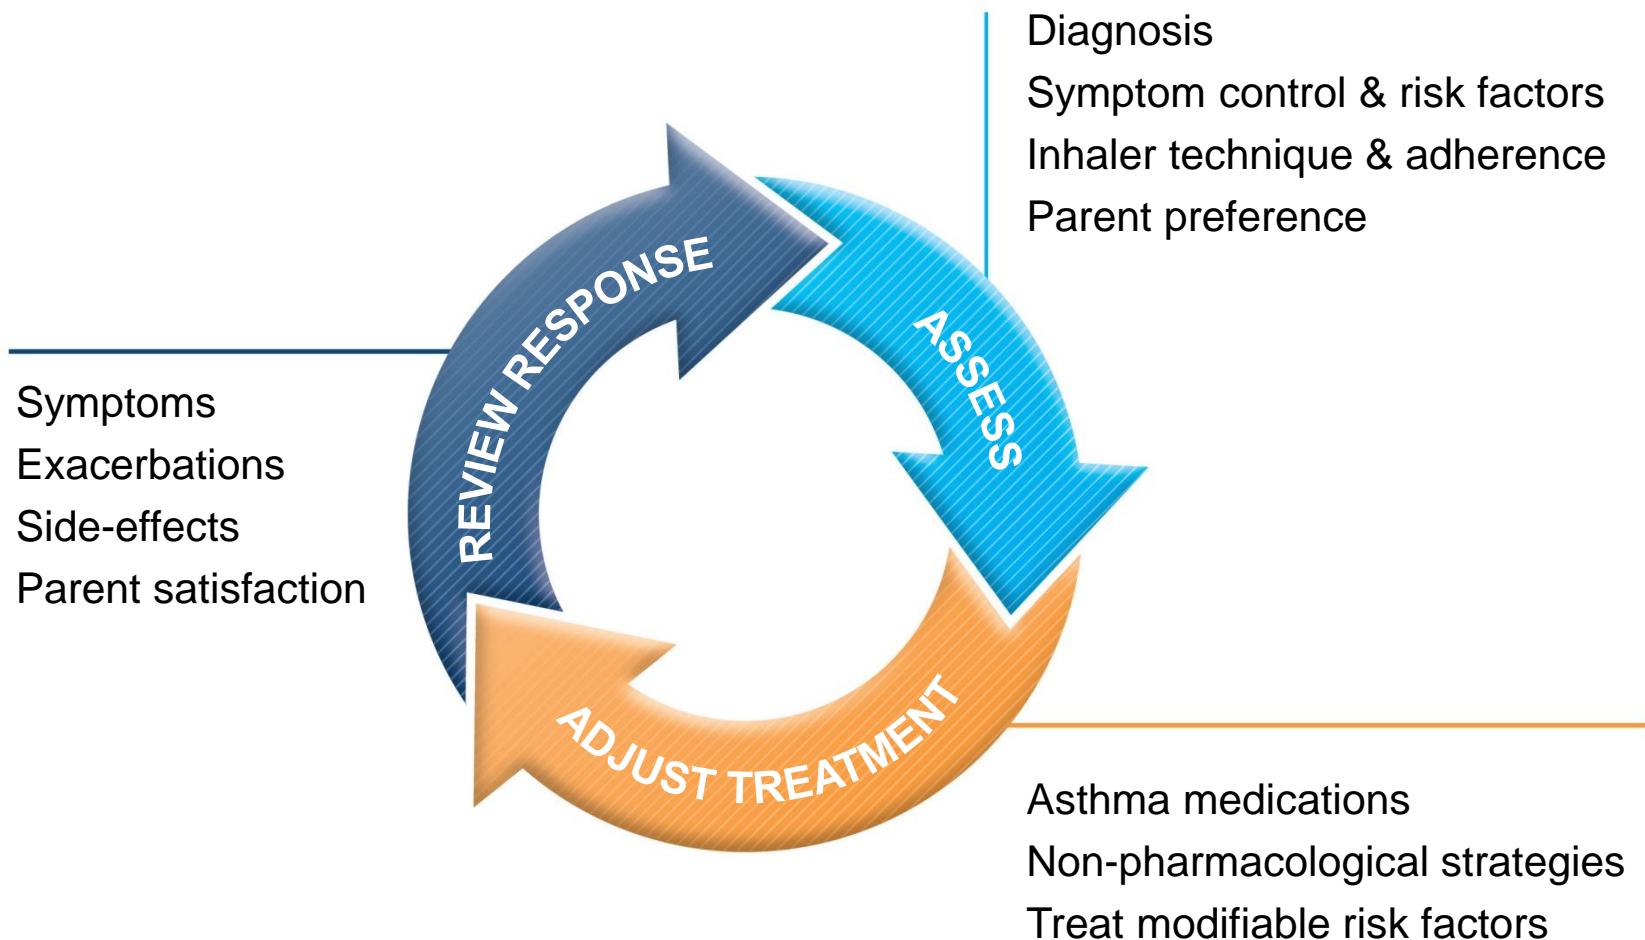 Diagnosis
Symptom control & risk factors
Inhaler technique & adherence
Parent preference
REVIEW RESPONSE
ASSESS
Symptoms
Exacerbations
Side-effects
Parent satisfaction
ADJUST TREATMENT
Asthma medications
Non-pharmacological strategies
Treat modifiable risk factors